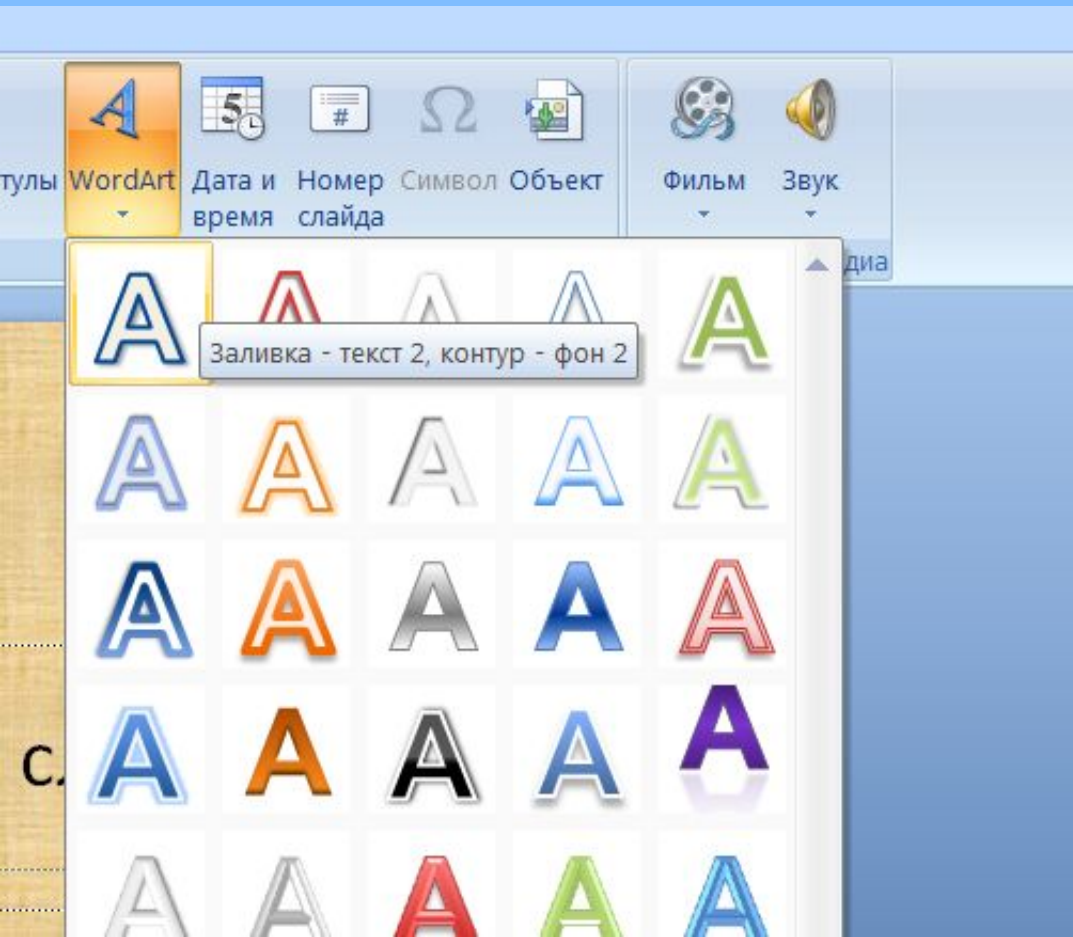 тулы WordArt Дата и время Номер слайда Символ Объект Фильм Звук
диа
Заливка - текст 2, контур - фон 2